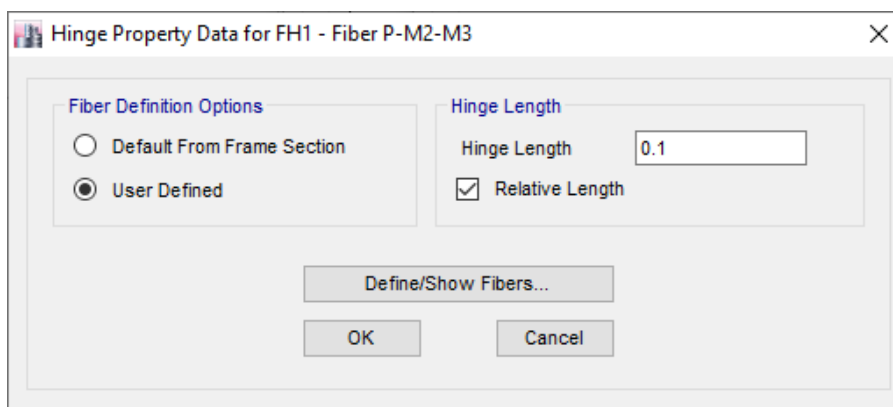 Hinge Property Data for FH1 - Fiber P-M2-M3
Fiber Definition Options
Default From Frame Section
User Defined
Hinge Length
Hinge Length 0.1
Relative Length
Define/Show Fibers...
OK Cancel